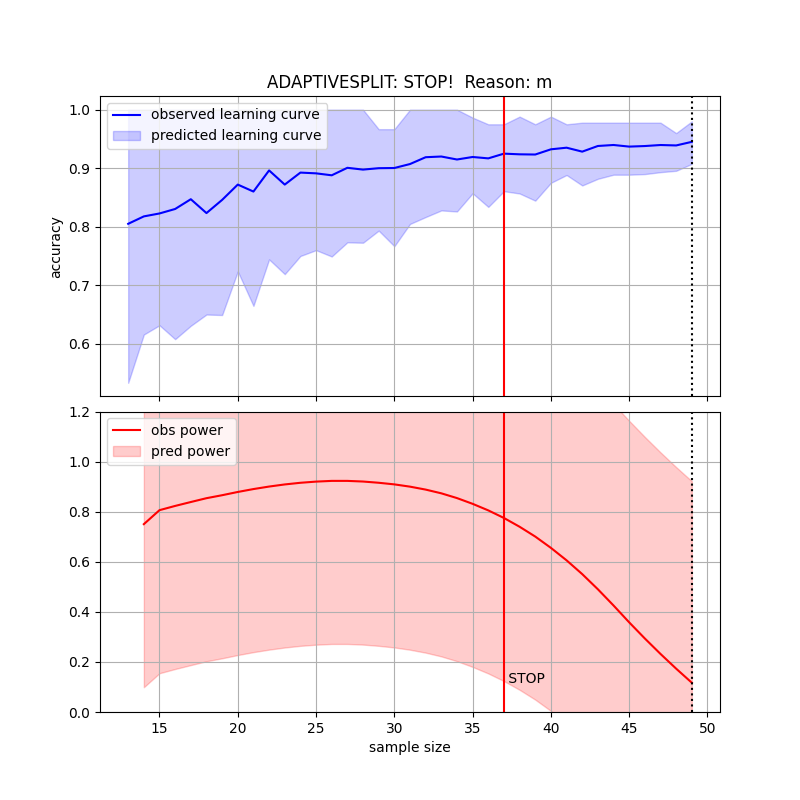 ADAPTIVESPLIT: STOP!  Reason: m
1.0
observed learning curve
predicted learning curve
0.9
0.8
accuracy
0.7
0.6
1.2
obs power
pred power
1.0
0.8
0.6
0.4
0.2
STOP
0.0
15 20 25 30 35 40 45 50
sample size